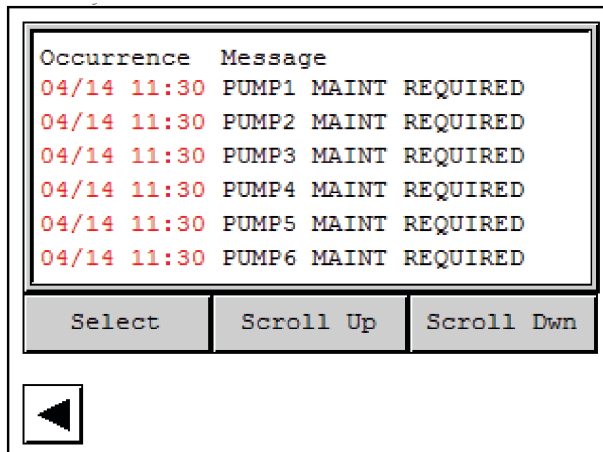 Occurrence Message
04/14 11:30 PUMP1 MAINT REQUIRED
04/14 11:30 PUMP2 MAINT REQUIRED
04/14 11:30 PUMP3 MAINT REQUIRED
04/14 11:30 PUMP4 MAINT REQUIRED
04/14 11:30 PUMP5 MAINT REQUIRED
04/14 11:30 PUMP6 MAINT REQUIRED
Select Scroll Up Scroll Dwn